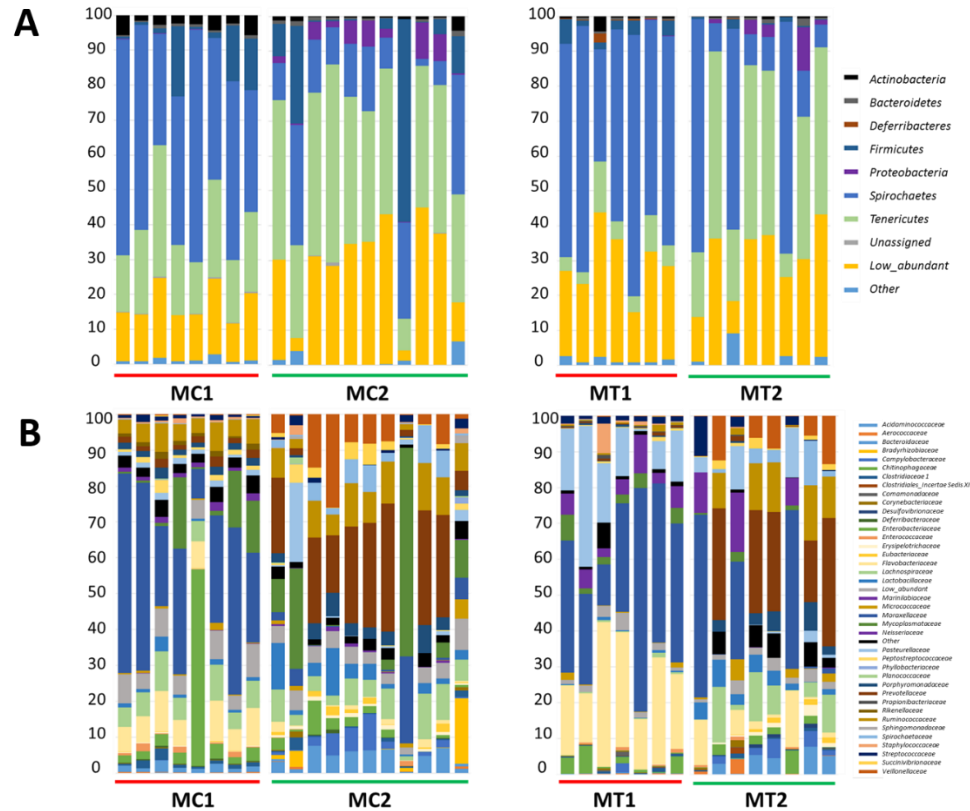 A
100
90
80
70
60
50
40
30
20
10
0
MC1
MC2
100
90
80
70
60
50
40
30
20
10
0
MT1
MT2
Actinobacteria
Bacteroidetes
Deferribacteres
Firmicutes
Proteobacteria
Spirochaetes
Tenericutes
Unassigned
Low_abundant
Other
B
100
90
80
70
60
50
40
30
20
10
0
MC1
MC2
100
90
80
70
60
50
40
30
20
10
0
MT1
MT2
Acidaminococcaceae
Aerococcaceae
Bacteroidaceae
Bradyrhizobiaceae
Campylobacteraceae
Chitinophagaceae
Clostridiaceae 1
Clostridiales_Incertae Sedis XI
Comamonadaceae
Corynebacteriaceae
Desulfovibrionaceae
Deferribacteraceae
Enterobacteriaceae
Enterococcaceae
Erysipelotrichaceae
Eubacteriaceae
Flavobacteriaceae
Lachnospiraceae
Lactobacillaceae
Low_abundant
Marinilabiaceae
Micrococcaceae
Moraxellaceae
Mycoplasmataceae
Neisseriaceae
Other
Pasteurellaceae
Peptostreptococcaceae
Phyllobacteriaceae
Planococcaceae
Porphyromonadaceae
Prevotellaceae
Propionibacteriaceae
Rikenellaceae
Ruminococcaceae
Sphingomonadaceae
Spirochaetaceae
Staphylococcaceae
Streptococcaceae
Succinivibrionaceae
Veillonellaceae